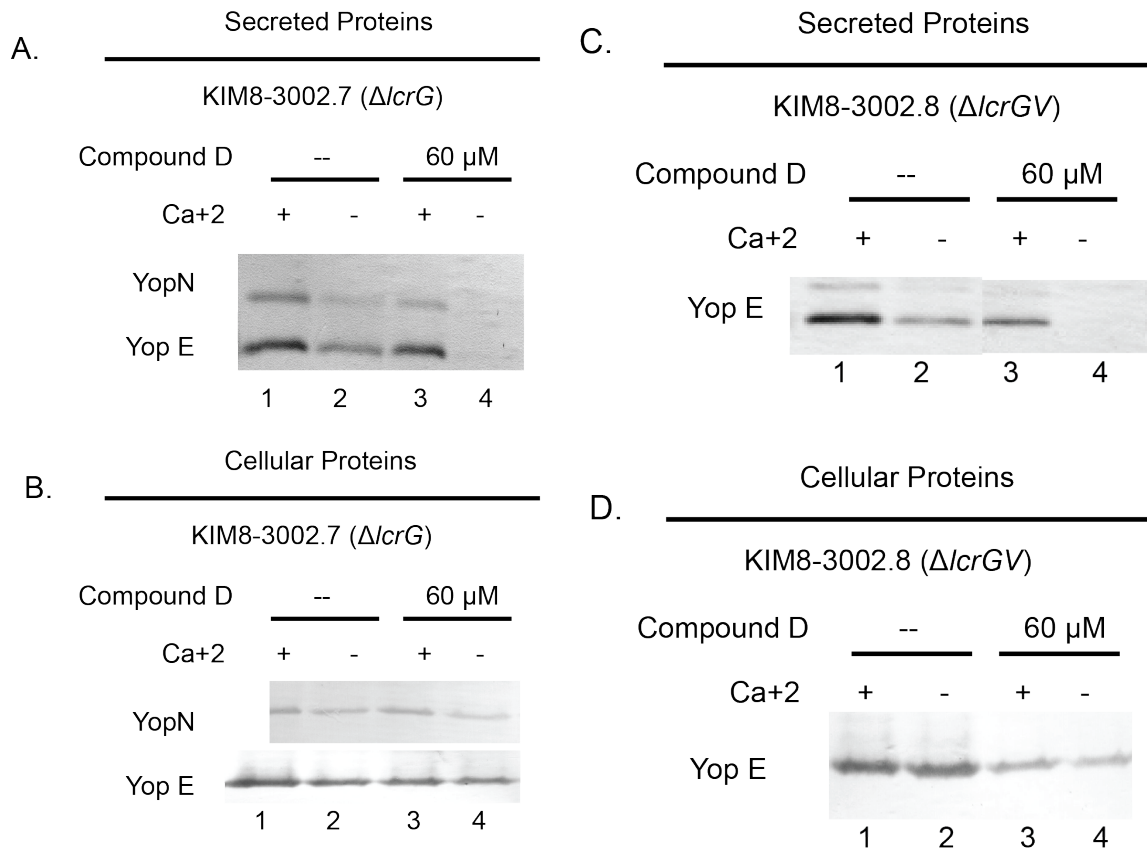 A.
Secreted Proteins
KIM8-3002.7 (ΔlcrG)
Compound D -- 60 µM
Ca+2 + - + -
YopN
Yop E
1 2 3 4
B.
Cellular Proteins
KIM8-3002.7 (ΔlcrG)
Compound D -- 60 µM
Ca+2 + - + -
YopN
Yop E
1 2 3 4
C.
Secreted Proteins
KIM8-3002.8 (ΔlcrGV)
Compound D -- 60 µM
Ca+2 + - + -
Yop E
1 2 3 4
D.
Cellular Proteins
KIM8-3002.8 (ΔlcrGV)
Compound D -- 60 µM
Ca+2 + - + -
Yop E
1 2 3 4